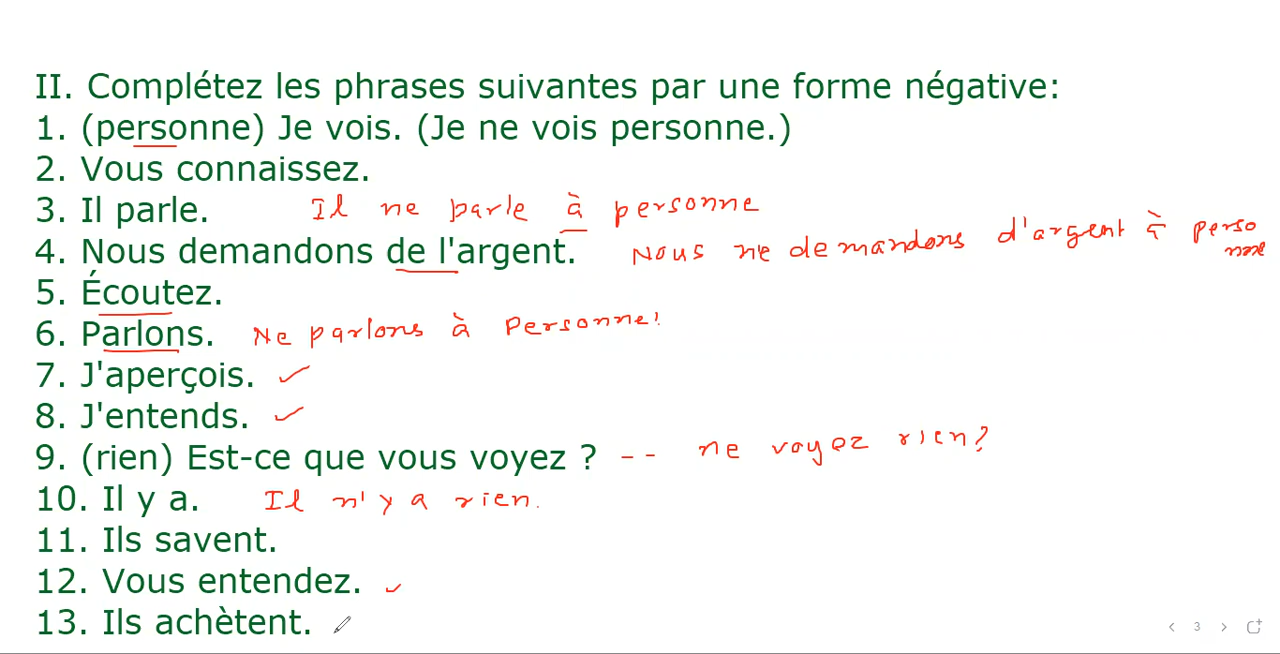 II. Complétez les phrases suivantes par une forme négative:
1. (personne) Je vois. (Je ne vois personne.)
2. Vous connaissez.
3. Il parle. Il ne parle à personne
4. Nous demandons de l'argent. Nous ne demandons d'argent à perso
nne
5. Écoutez.
6. Parlons. Ne parlons à Personne!
7. J'aperçois.
8. J'entends.
9. (rien) Est-ce que vous voyez ? -- ne voyez rien?
10. Il y a. Il n'y a rien.
11. Ils savent.
12. Vous entendez.
13. Ils achètent.
3